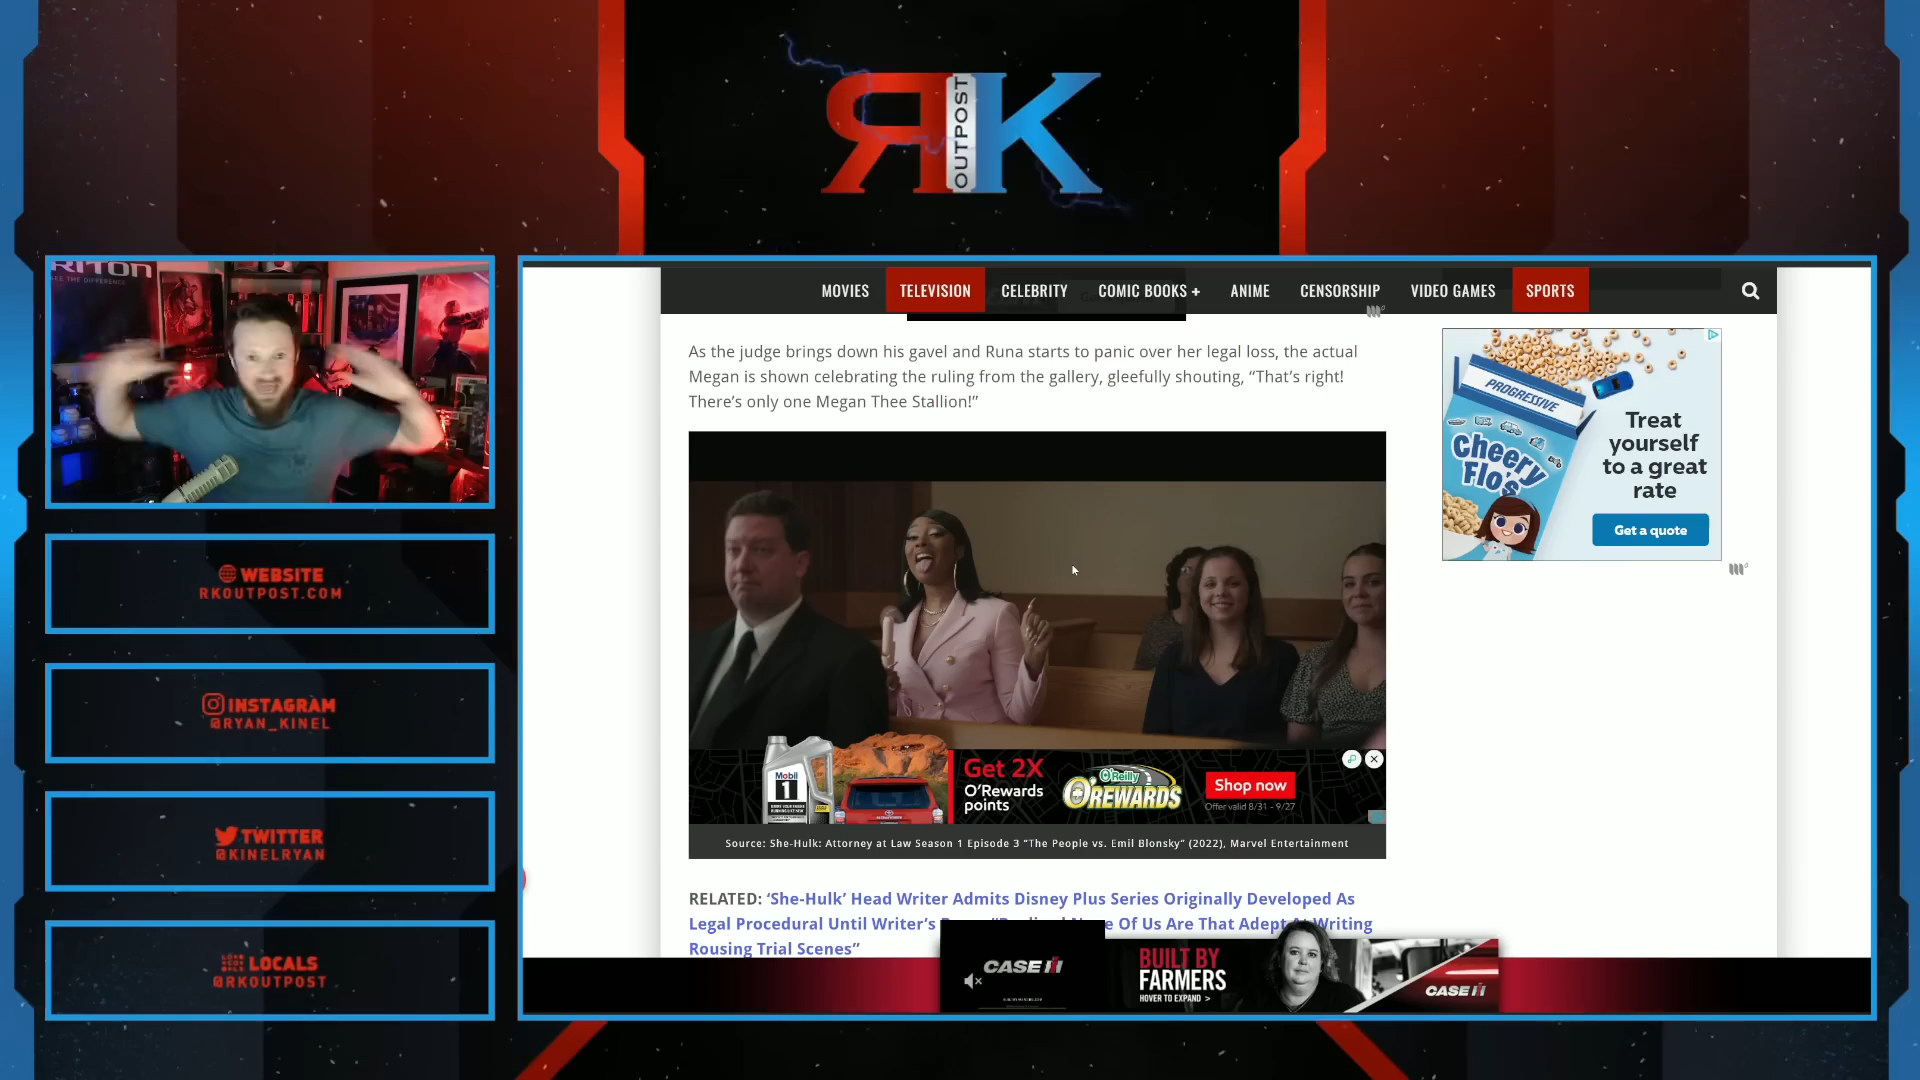 RK
OUTPOST
RITON
SEE THE DIFFERENCE
WEBSITE
RKOUTPOST.COM
INSTAGRAM
@RYAN_KINEL
TWITTER
@KINELRYAN
LOCALS
@RKOUTPOST
MOVIES TELEVISION CELEBRITY COMIC BOOKS + ANIME CENSORSHIP VIDEO GAMES SPORTS
As the judge brings down his gavel and Runa starts to panic over her legal loss, the actual
Megan is shown celebrating the ruling from the gallery, gleefully shouting, “That’s right!
There’s only one Megan Thee Stallion!”
Mobil
1
Get 2X
O’Rewards
points
O'Reilly
O'REWARDS
Shop now
Offer valid 8/31 - 9/27
Source: She-Hulk: Attorney at Law Season 1 Episode 3 "The People vs. Emil Blonsky" (2022), Marvel Entertainment
RELATED: ‘She-Hulk’ Head Writer Admits Disney Plus Series Originally Developed As
Legal Procedural Until Writer’s Of Us Are That Adept At Writing
Rousing Trial Scenes”
CASE IH
BUILT BY
FARMERS
HOVER TO EXPAND >
CASE IH
PROGRESSIVE
Cheery
Flo's
Treat
yourself
to a great
rate
Get a quote